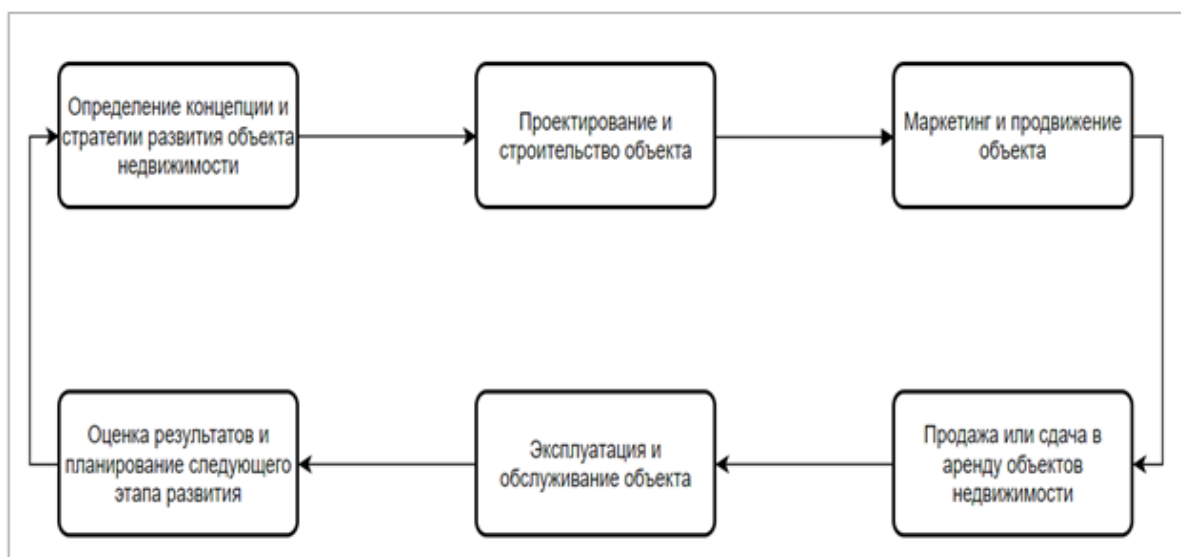 Определение концепции и
стратегии развития объекта
недвижимости
Проектирование и
строительство объекта
Маркетинг и продвижение
объекта
Оценка результатов и
планирование следующего
этапа развития
Эксплуатация и
обслуживание объекта
Продажа или сдача в
аренду объектов
недвижимости